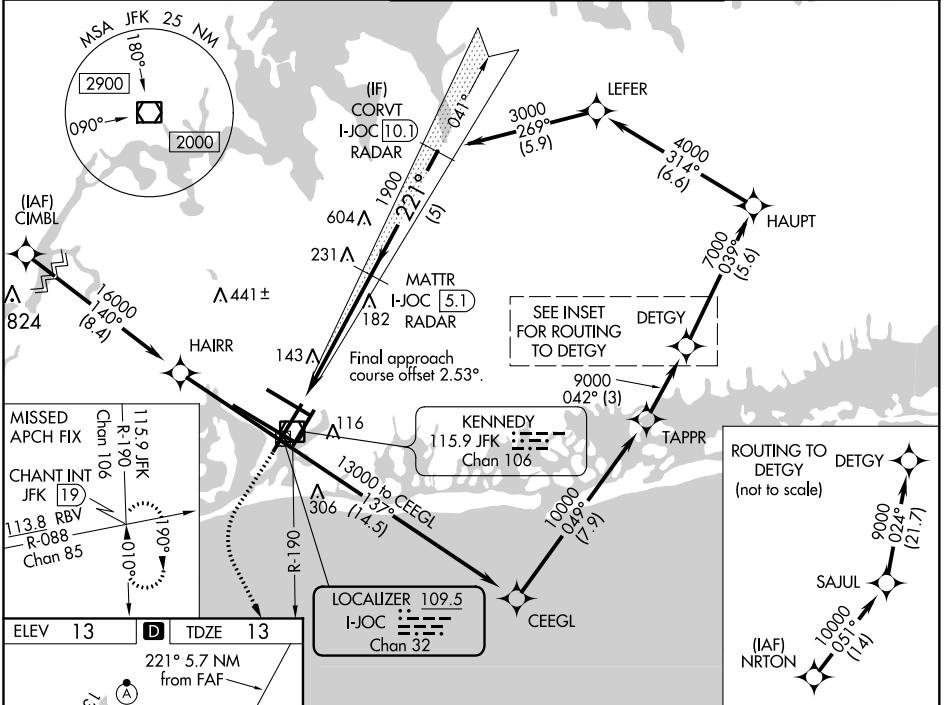 MSA JFK 25 NM
180°
2900
090°
2000
(IF)
CORVT
I-JOC 10.1
RADAR
041°
1900
221°
(5)
3000
269°
(5.9)
LEFER
4000
314°
(6.6)
HAUPT
7000
039°
(5.6)
(IAF)
CIMBL
824
16000
140°
(8.4)
441 ±
604
231
182
MATTR
I-JOC 5.1
RADAR
HAIRR
143
Final approach
course offset 2.53°.
SEE INSET
FOR ROUTING
TO DETGY
DETGY
9000
042° (3)
TAPPR
116
KENNEDY
115.9 JFK
Chan 106
MISSED
APCH FIX
115.9 JFK
R-190
Chan 106
CHANT INT
JFK 19
113.8 RBV
R-088
Chan 85
010°
190°
306
13000 to CEEGL
137°
(14.5)
R-190
10000
049°
(7.9)
CEEGL
LOCALIZER 109.5
I-JOC
Chan 32
ROUTING TO
DETGY
(not to scale)
DETGY
9000
024°
(21.7)
SAJUL
10000
051°
(14)
(IAF)
NRTON
ELEV 13
D
TDZE 13
221° 5.7 NM
from FAF
A